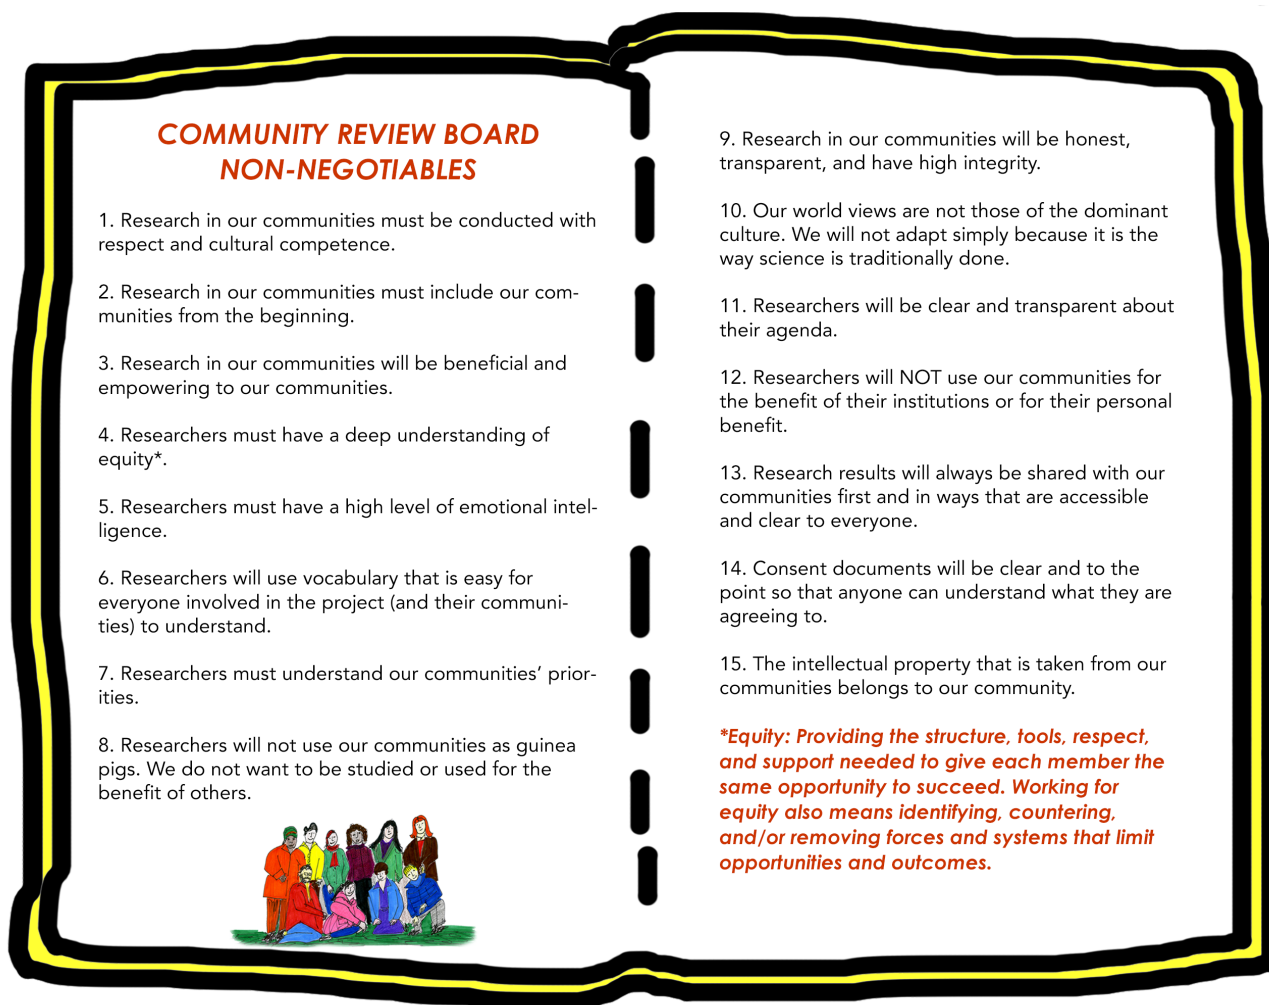 COMMUNITY REVIEW BOARD
NON-NEGOTIABLES
1. Research in our communities must be conducted with
respect and cultural competence.
2. Research in our communities must include our com-
munities from the beginning.
3. Research in our communities will be beneficial and
empowering to our communities.
4. Researchers must have a deep understanding of
equity*.
5. Researchers must have a high level of emotional intel-
ligence.
6. Researchers will use vocabulary that is easy for
everyone involved in the project (and their communi-
ties) to understand.
7. Researchers must understand our communities’ prior-
ities.
8. Researchers will not use our communities as guinea
pigs. We do not want to be studied or used for the
benefit of others.
9. Research in our communities will be honest,
transparent, and have high integrity.
10. Our world views are not those of the dominant
culture. We will not adapt simply because it is the
way science is traditionally done.
11. Researchers will be clear and transparent about
their agenda.
12. Researchers will NOT use our communities for
the benefit of their institutions or for their personal
benefit.
13. Research results will always be shared with our
communities first and in ways that are accessible
and clear to everyone.
14. Consent documents will be clear and to the
point so that anyone can understand what they are
agreeing to.
15. The intellectual property that is taken from our
communities belongs to our community.
*Equity: Providing the structure, tools, respect,
and support needed to give each member the
same opportunity to succeed. Working for
equity also means identifying, countering,
and/or removing forces and systems that limit
opportunities and outcomes.